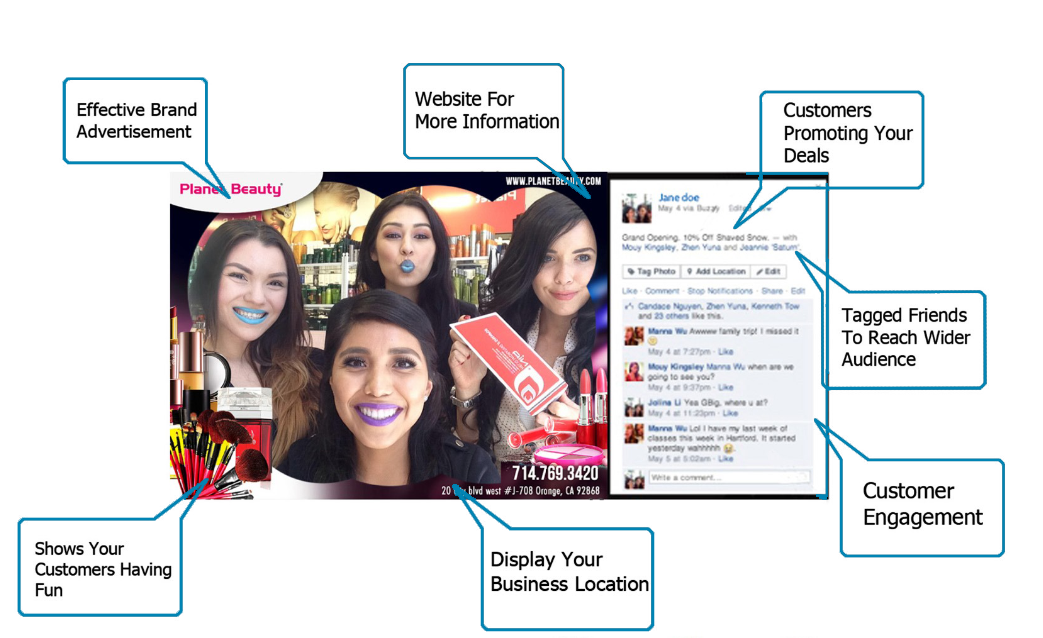 Effective Brand
Advertisement
Website For
More Information
Customers
Promoting Your
Deals
Planet Beauty
WWW.PLANETBEAUTY.COM
Jane doe
May 4 via
Grand Opening. 10% Off Shaved Snow. — with
Mouy Kingsley, Zhen Yuna and Jeannie 'Saturn'.
Tag Photo
Add Location
Edit
Like · Comment · Stop Notifications · Share · Edit
Candace Nguyen, Zhen Yuna, Kenneth Tow
and 23 others like this.
Manna Wu Awwww family trip! I missed it
May 4 at 7:27pm · Like
Mouy Kingsley Manna Wu when are we
going to see you?
May 4 at 9:37pm · Like
Jolina Li Yea GBig, where u at?
May 4 at 11:23pm · Like
Manna Wu Lol I have my last week of
classes this week in Hartford. It started
yesterday wahhhhh
May 5 at 5:02am · Like
Write a comment...
Tagged Friends
To Reach Wider
Audience
714.769.3420
20 blvd west #J-708 Orange, CA 92868
Customer
Engagement
Shows Your
Customers Having
Fun
Display Your
Business Location